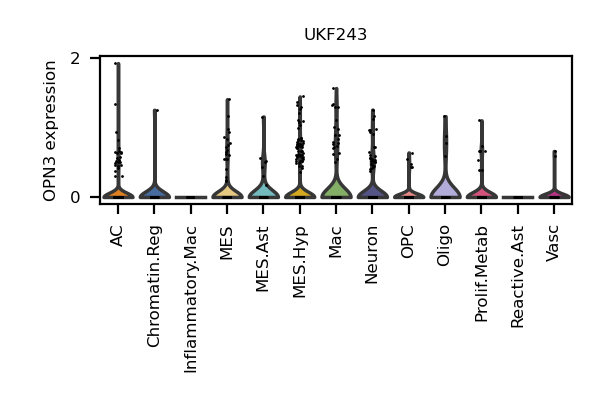 UKF243
OPN3 expression
2
0
AC
Chromatin.Reg
Inflammatory.Mac
MES
MES.Ast
MES.Hyp
Mac
Neuron
OPC
Oligo
Prolif.Metab
Reactive.Ast
Vasc